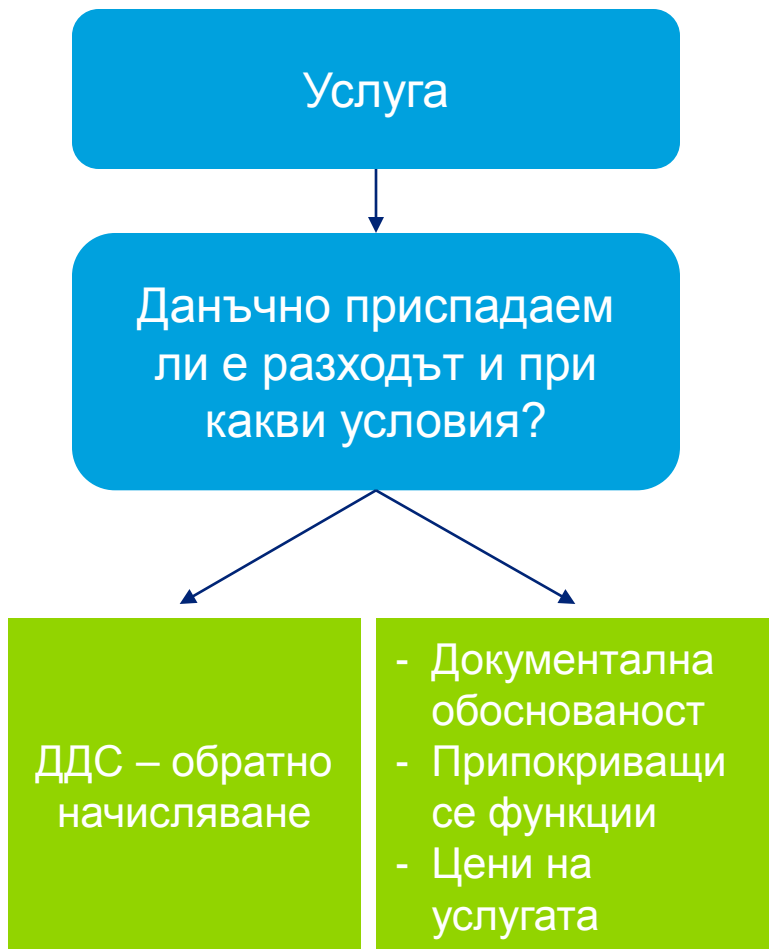 Услуга
Данъчно приспадаем
ли е разходът и при
какви условия?
ДДС – обратно
начисляване
- Документална
обоснованост
- Припокриващи
се функции
- Цени на
услугата